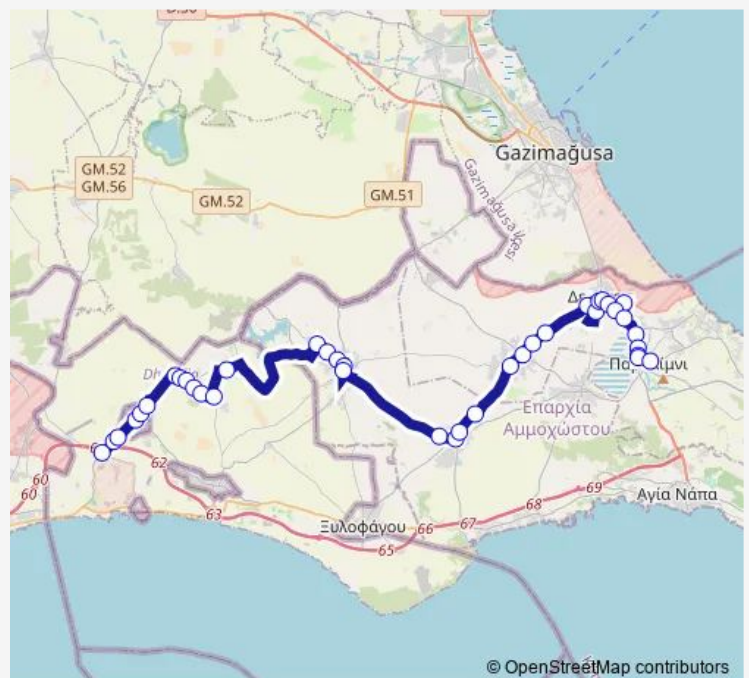 Gazimağusa
GM.52
GM.56
GM.52
GM.51
Gazimağusa ilçesi
Επαρχία
Αμμοχώστου
60
60
62
63
Ξυλοφάγου
65
66
67
68
69
Αγία Νάπα
© OpenStreetMap contributors